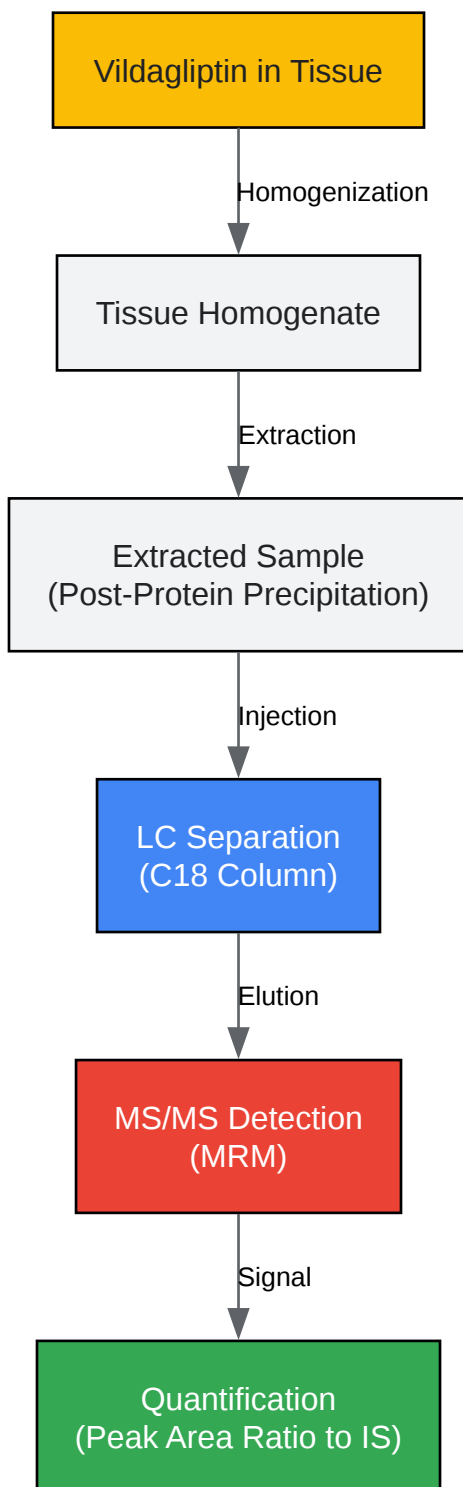 Vildagliptin in Tissue
Homogenization
Tissue Homogenate
Extraction
Extracted Sample
(Post-Protein Precipitation)
Injection
LC Separation
(C18 Column)
Elution
MS/MS Detection
(MRM)
Signal
Quantification
(Peak Area Ratio to IS)